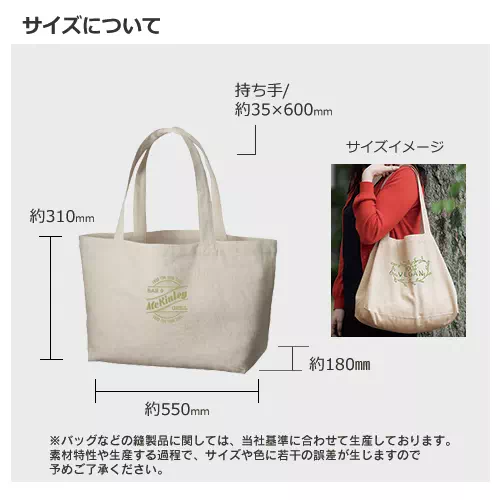 サイズについて
持ち手/
約35×600mm
サイズイメージ
約310mm
BAR &
McKinley
GRILL
VEGAN
約180㎜
約550mm
※バッグなどの縫製品に関しては、当社基準に合わせて生産しております。
素材特性や生産する過程で、サイズや色に若干の誤差が生じますので
予めご了承ください。